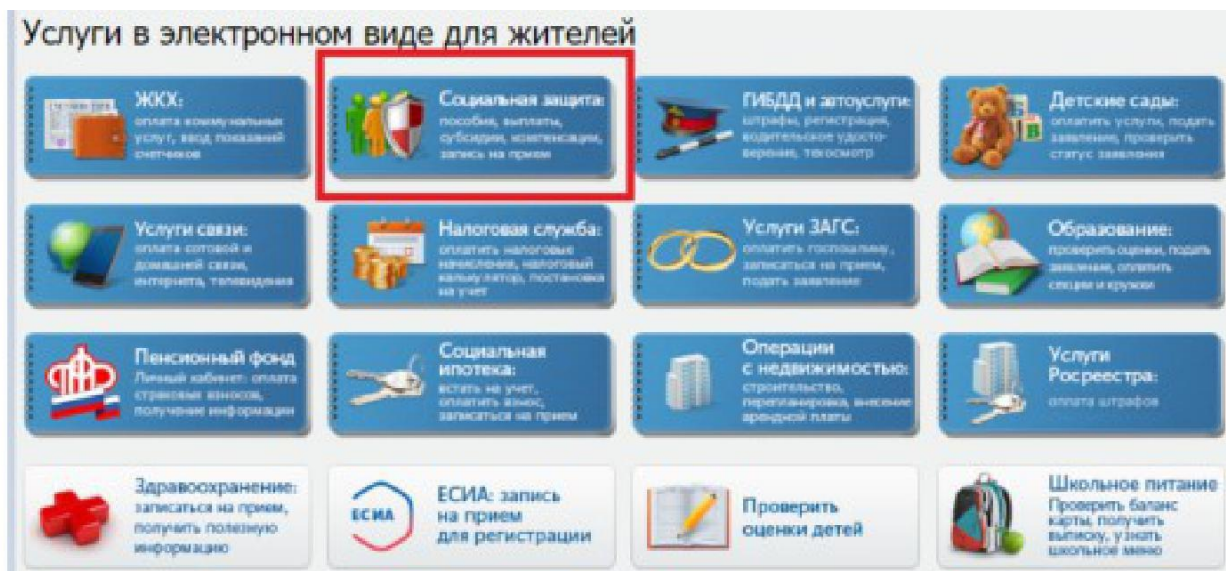 Услуги в электронном виде для жителей
ЖКХ:
оплата коммунальных
услуг, ввод показаний
счетчиков
Социальная защита:
пособия, выплаты,
субсидии, компенсации,
запись на прием
ГИБДД и автоуслуги:
штрафы, регистрация,
водительское удосто-
верение, техосмотр
Детские сады:
оплатить услуги, подать
заявление, проверить
статус заявления
Услуги связи:
оплата сотовой и
домашней связи,
интернета, телевидения
Налоговая служба:
оплатить налоговые
начисления, налоговый
калькулятор, постановка
на учет
Услуги ЗАГС:
оплатить госпошлину,
записаться на прием,
подать заявление
Образование:
проверить оценки, подать
заявление, оплатить
секции и кружки
Пенсионный фонд
Личный кабинет: оплата
страховых взносов,
получение информации
Социальная
ипотека:
встать на учет,
оплатить взнос,
записаться на прием
Операции
с недвижимостью:
строительство,
перепланировка, внесение
арендной платы
Услуги
Росреестра:
оплата штрафов
Здравоохранение:
записаться на прием,
получить полезную
информацию
ЕСИА
ЕСИА: запись
на прием
для регистрации
Проверить
оценки детей
Школьное питание
Проверить баланс
карты, получить
выписку, узнать
школьное меню